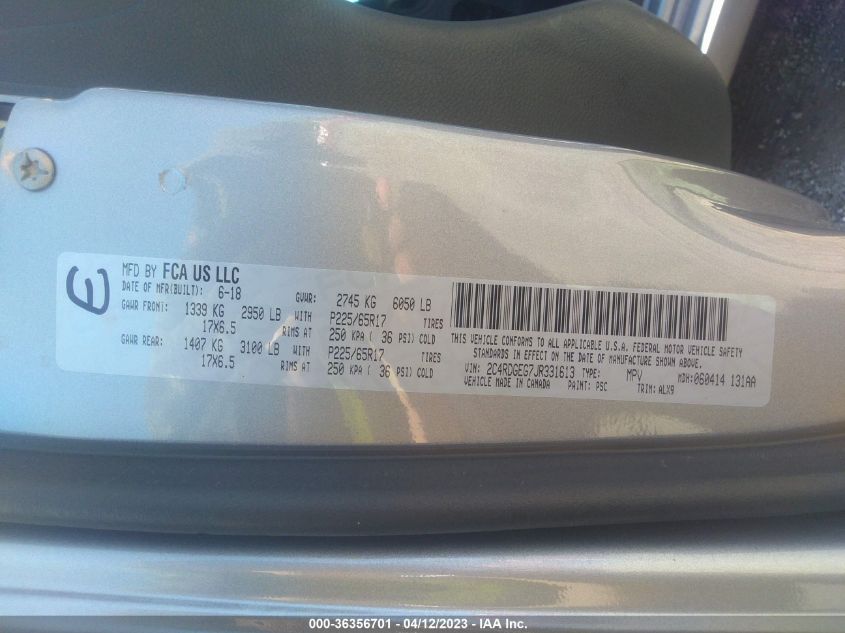 E
MFD BY FCA US LLC
DATE OF MFR(BUILT): 6-18 GVWR: 2745 KG 6050 LB
GAWR FRONT: 1339 KG 2950 LB WITH P225/65R17 TIRES
17X6.5 RIMS AT 250 KPA ( 36 PSI) COLD
GAWR REAR: 1407 KG 3100 LB WITH P225/65R17 TIRES
17X6.5 RIMS AT 250 KPA ( 36 PSI) COLD
THIS VEHICLE CONFORMS TO ALL APPLICABLE U.S.A. FEDERAL MOTOR VEHICLE SAFETY
STANDARDS IN EFFECT ON THE DATE OF MANUFACTURE SHOWN ABOVE.
VIN: 2C4RDGEG7JR331613 TYPE: MPV MDH:060414 131AA
VEHICLE MADE IN CANADA PAINT: PSC TRIM: ALX9
000-36356701 - 04/12/2023 - IAA Inc.